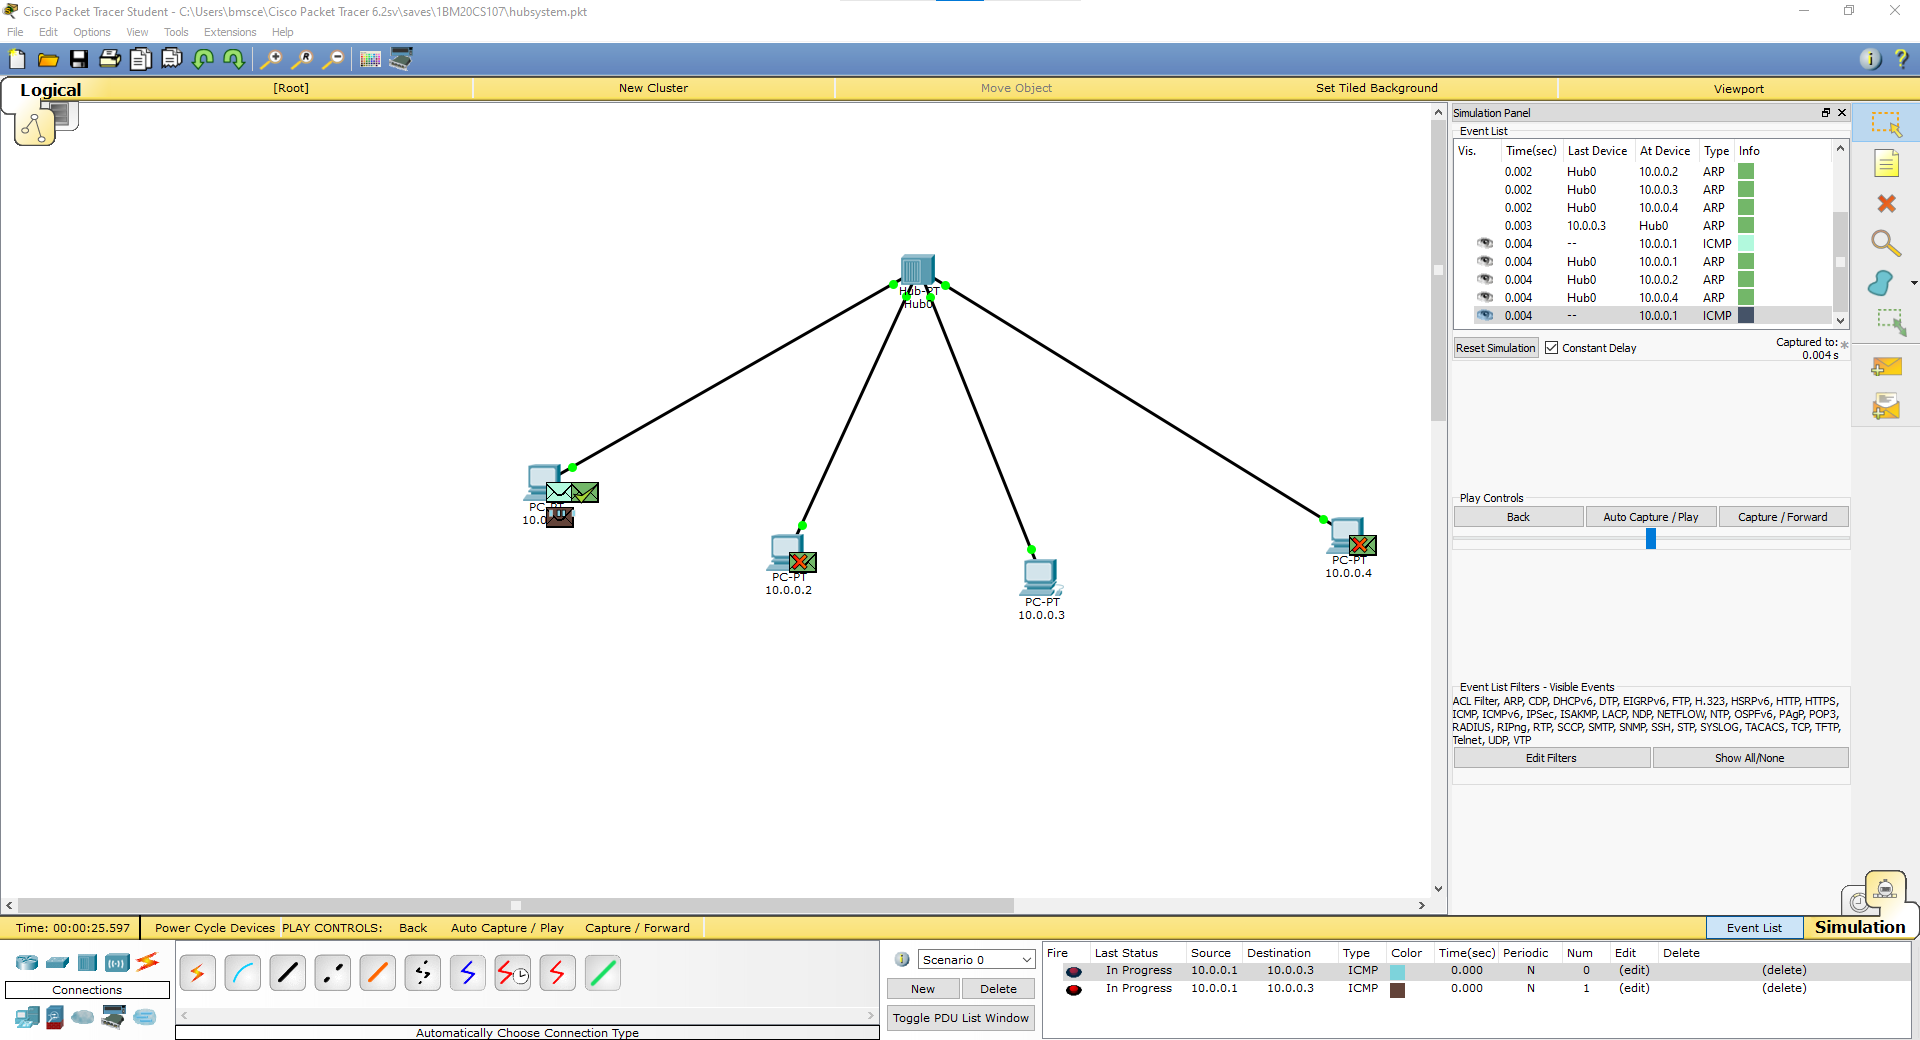 Cisco Packet Tracer Student - C:\Users\bmsce\Cisco Packet Tracer 6.2sv\saves\1BM20CS107\hubsystem.pkt
File Edit Options View Tools Extensions Help
Logical [Root] New Cluster Move Object Set Tiled Background Viewport
Hub-PT
Hub0
PC-PT
10.0
PC-PT
10.0.0.2
PC-PT
10.0.0.3
PC-PT
10.0.0.4
Simulation Panel
Event List
Vis. Time(sec) Last Device At Device Type Info
0.002 Hub0 10.0.0.2 ARP
0.002 Hub0 10.0.0.3 ARP
0.002 Hub0 10.0.0.4 ARP
0.003 10.0.0.3 Hub0 ARP
0.004 -- 10.0.0.1 ICMP
0.004 Hub0 10.0.0.1 ARP
0.004 Hub0 10.0.0.2 ARP
0.004 Hub0 10.0.0.4 ARP
0.004 -- 10.0.0.1 ICMP
Reset Simulation Constant Delay Captured to: *
0.004 s
Play Controls
Back Auto Capture / Play Capture / Forward
Event List Filters - Visible Events
ACL Filter, ARP, CDP, DHCPv6, DTP, EIGRPv6, FTP, H.323, HSRPv6, HTTP, HTTPS,
ICMP, ICMPv6, IPSec, ISAKMP, LACP, NDP, NETFLOW, NTP, OSPFv6, PAgP, POP3,
RADIUS, RIPng, RTP, SCCP, SMTP, SNMP, SSH, STP, SYSLOG, TACACS, TCP, TFTP,
Telnet, UDP, VTP
Edit Filters Show All/None
Time: 00:00:25.597 Power Cycle Devices PLAY CONTROLS: Back Auto Capture / Play Capture / Forward Event List Simulation
Connections
Automatically Choose Connection Type
Scenario 0
New Delete
Toggle PDU List Window
Fire Last Status Source Destination Type Color Time(sec) Periodic Num Edit Delete
In Progress 10.0.0.1 10.0.0.3 ICMP 0.000 N 0 (edit) (delete)
In Progress 10.0.0.1 10.0.0.3 ICMP 0.000 N 1 (edit) (delete)